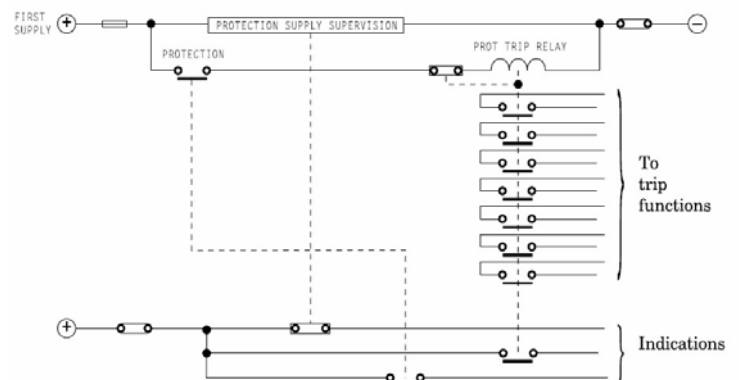 FIRST
SUPPLY
PROTECTION SUPPLY SUPERVISION
PROTECTION
PROT TRIP RELAY
To
trip
functions
Indications